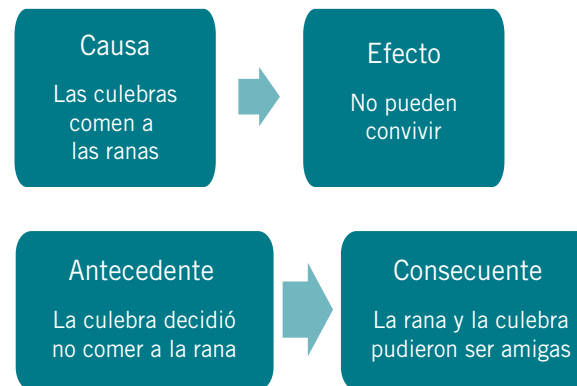 Causa
Las culebras
comen a
las ranas
Efecto
No pueden
convivir
Antecedente
La culebra decidió
no comer a la rana
Consecuente
La rana y la culebra
pudieron ser amigas